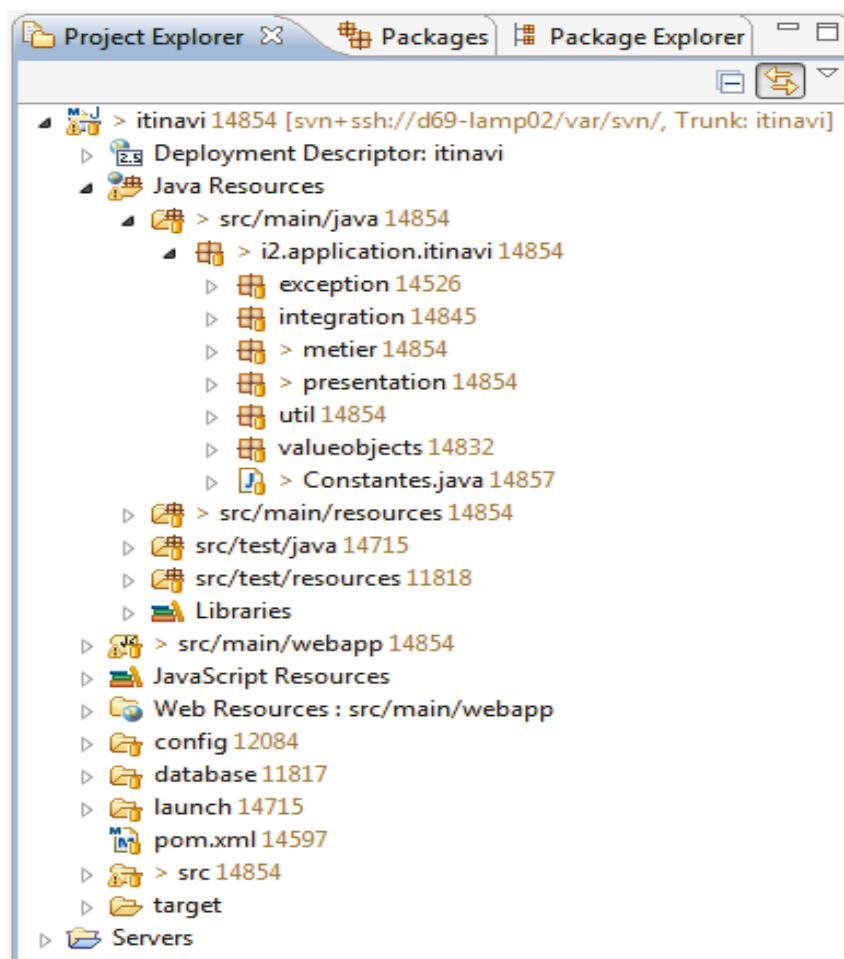 Project Explorer Packages Package Explorer
> itinavi 14854 [svn+ssh://d69-lamp02/var/svn/, Trunk: itinavi]
2.5 Deployment Descriptor: itinavi
Java Resources
> src/main/java 14854
> i2.application.itinavi 14854
exception 14526
integration 14845
> metier 14854
> presentation 14854
util 14854
valueobjects 14832
> Constantes.java 14857
> src/main/resources 14854
src/test/java 14715
src/test/resources 11818
Libraries
> src/main/webapp 14854
JavaScript Resources
Web Resources : src/main/webapp
config 12084
database 11817
launch 14715
pom.xml 14597
> src 14854
target
Servers